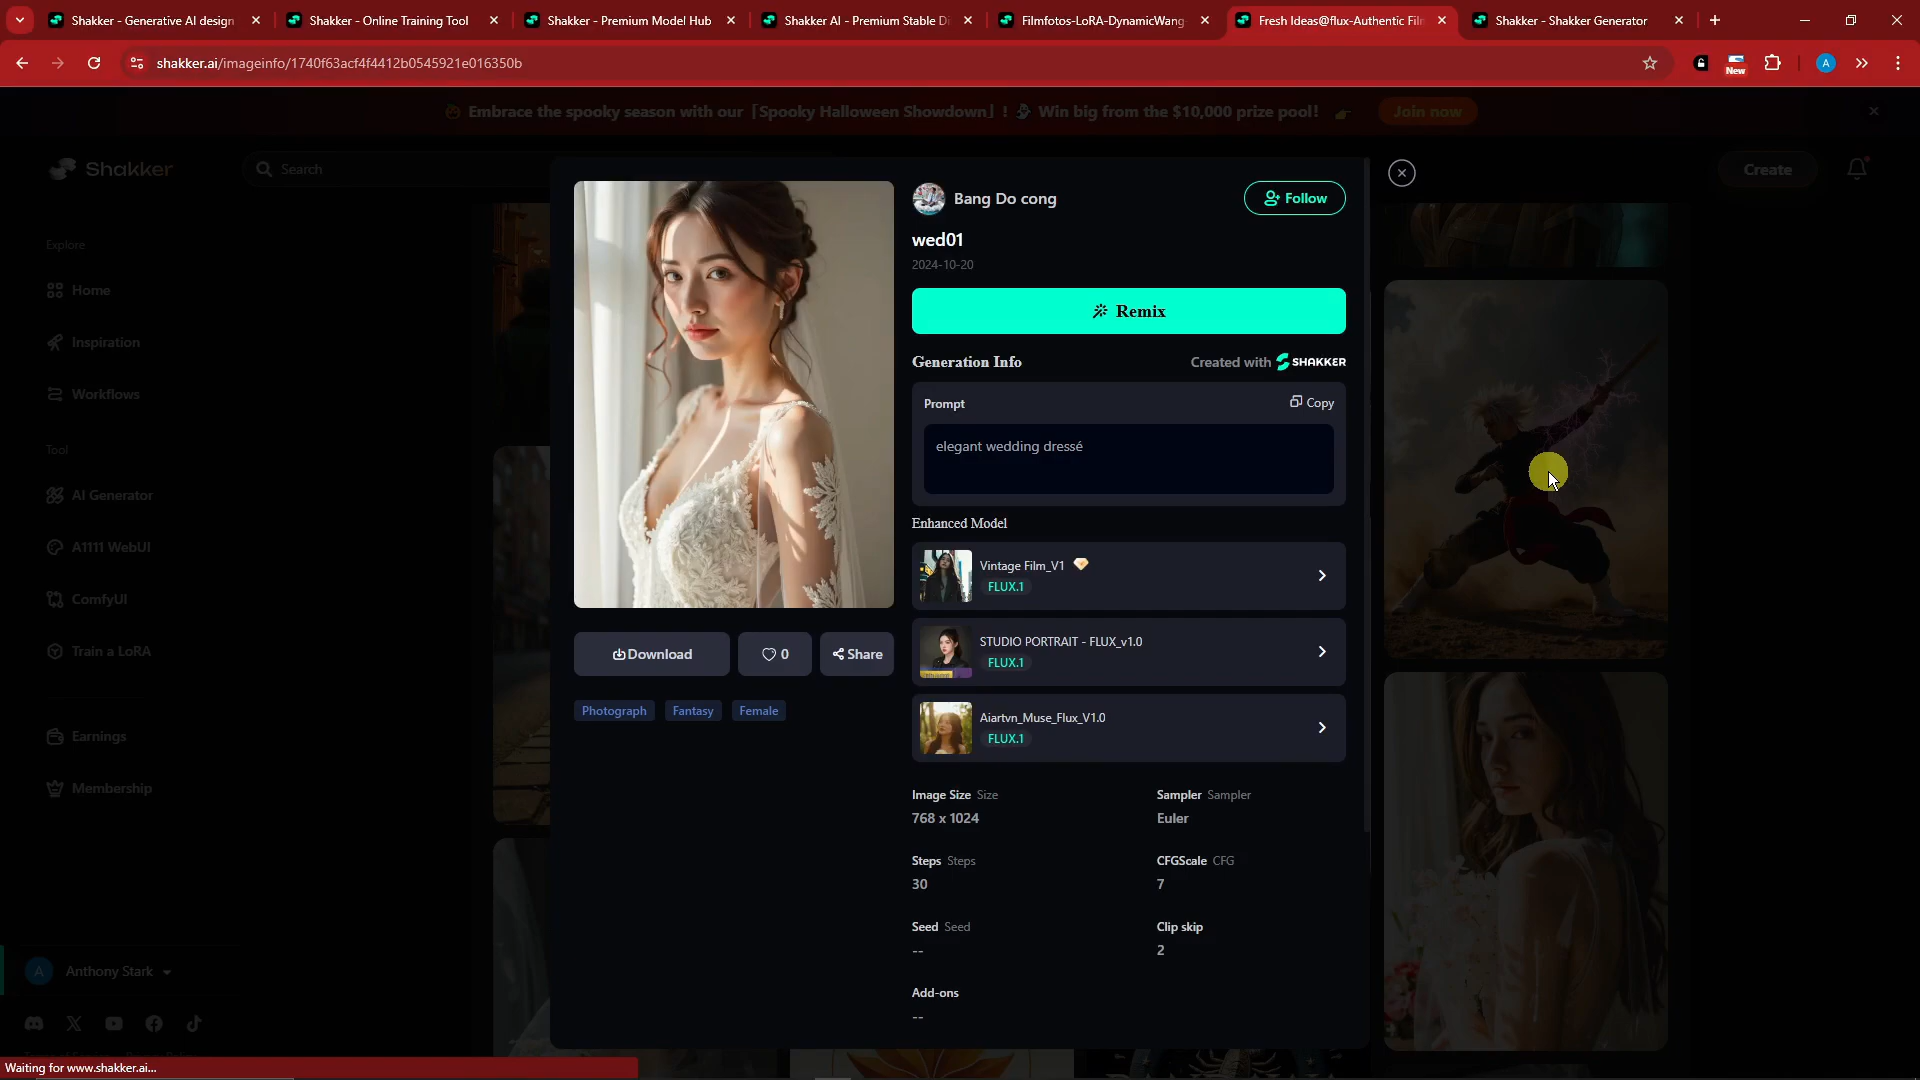 Shakker - Generative AI design
Shakker - Online Training Tool
Shakker - Premium Model Hub
Shakker AI - Premium Stable Di
Filmfotos-LoRA-DynamicWang
Fresh Ideas@flux-Authentic Fil
Shakker - Shakker Generator
shakker.ai/imageinfo/1740f63acf4f4412b0545921e016350b
New
A
Embrace the spooky season with our 「Spooky Halloween Showdown」 ! Win big from the $10,000 prize pool!
Join now
Shakker
Search
Create
Explore
Home
Inspiration
Workflows
Tool
AI Generator
A1111 WebUI
ComfyUI
Train a LoRA
Earnings
Membership
A
Anthony Stark
Bang Do cong
Follow
wed01
2024-10-20
Remix
Generation Info
Created with SHAKKER
Prompt
Copy
elegant wedding dressé
Enhanced Model
Vintage Film_V1
FLUX.1
STUDIO PORTRAIT - FLUX_v1.0
FLUX.1
Aiartvn_Muse_Flux_V1.0
FLUX.1
Download
0
Share
Photograph
Fantasy
Female
Image Size Size
768 x 1024
Sampler Sampler
Euler
Steps Steps
30
CFGScale CFG
7
Seed Seed
--
Clip skip
2
Add-ons
--
Waiting for www.shakker.ai...